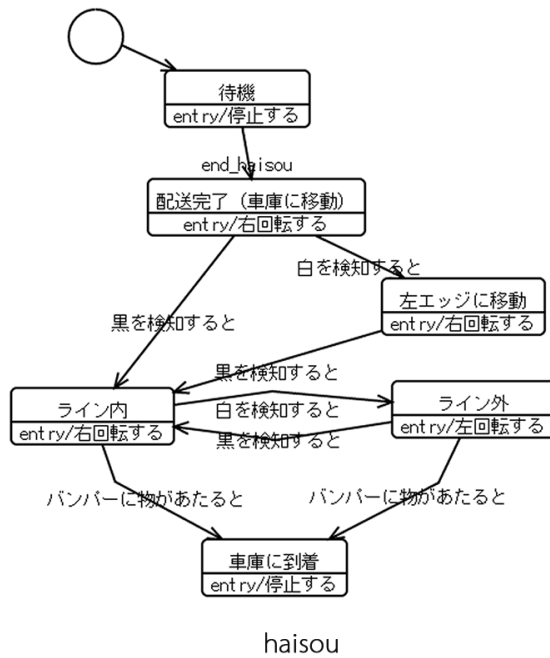 待機
entry/停止する
end_haisou
配送完了（車庫に移動）
entry/右回転する
白を検知すると
左エッジに移動
entry/右回転する
黒を検知すると
黒を検知すると
ライン内
entry/右回転する
白を検知すると
黒を検知すると
ライン外
entry/左回転する
バンパーに物があたると
バンパーに物があたると
車庫に到着
entry/停止する
haisou